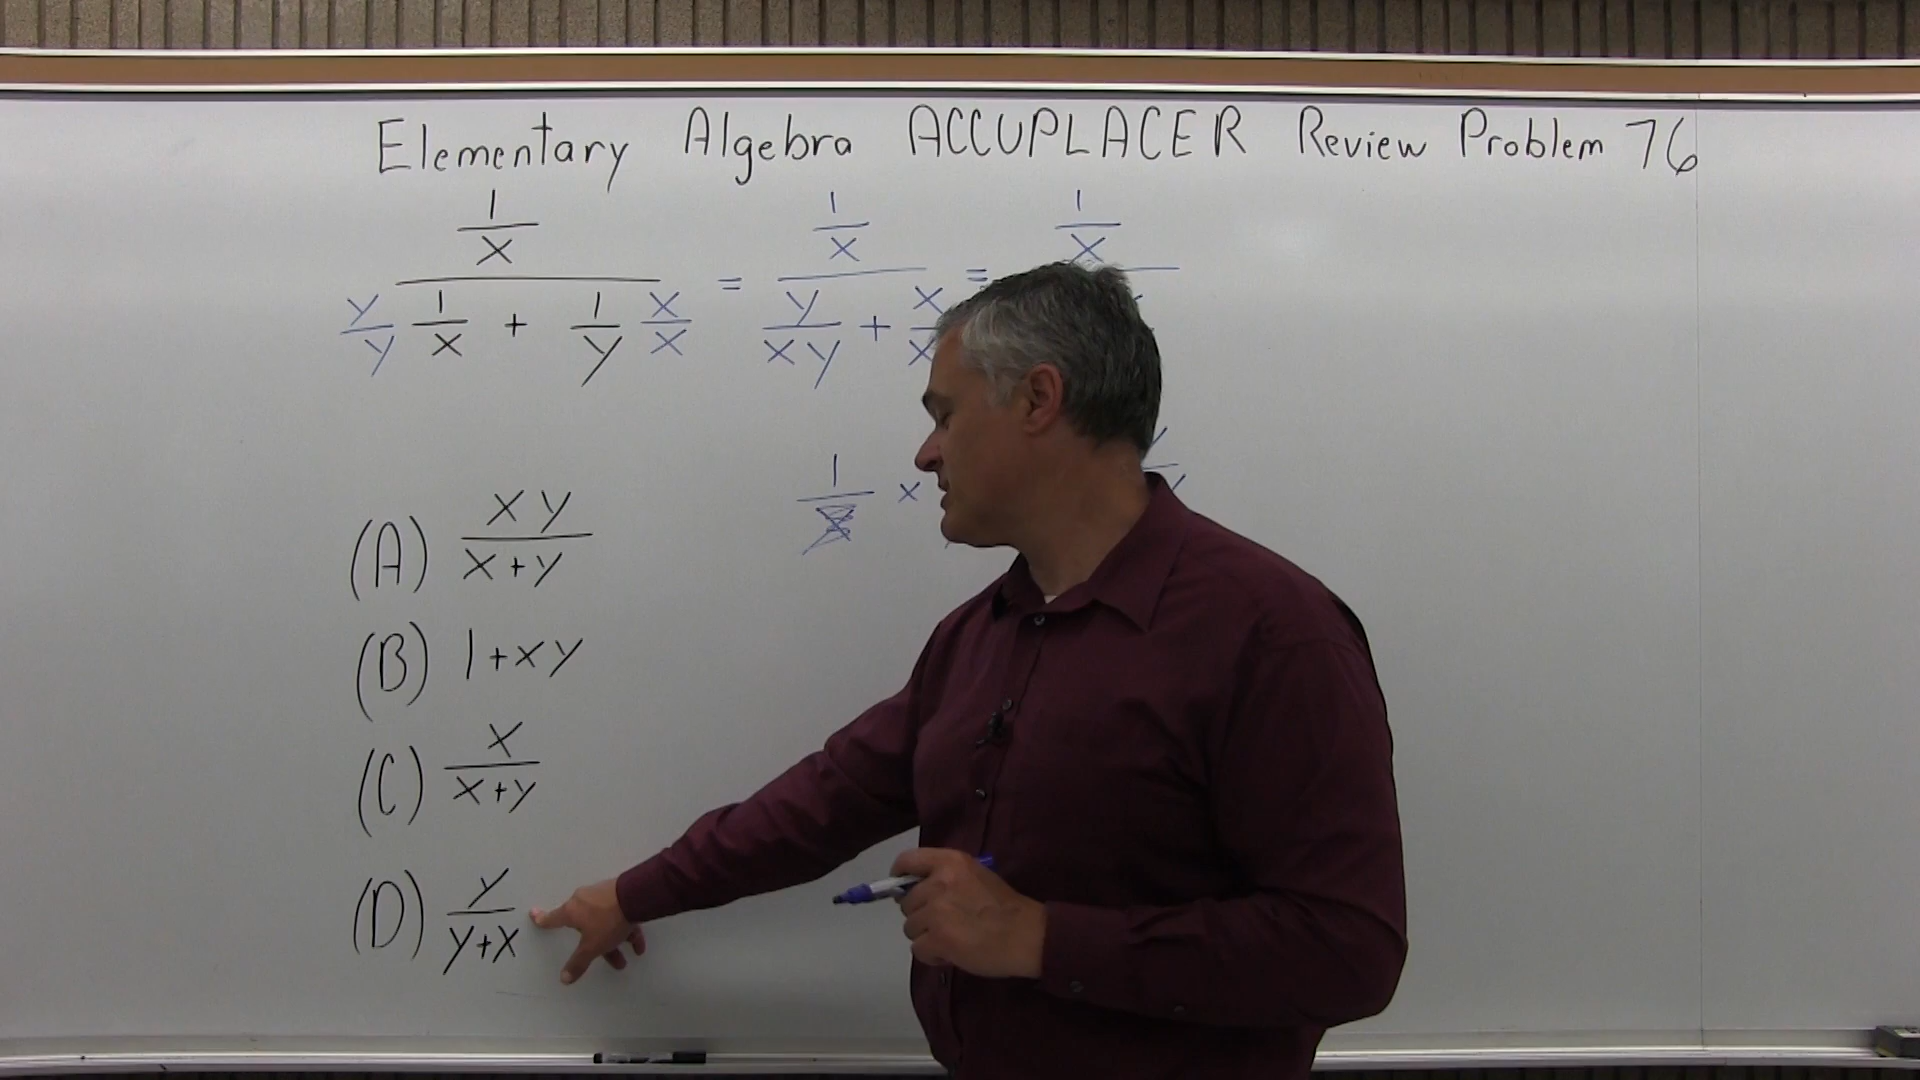 Elementary Algebra ACCUPLACER Review Problem 76
1/x = 1/x = 1/x
y/y 1/x + 1/y x/x y/xy + x/x
1/x x
(A) xy/x+y
(B) 1+xy
(C) x/x+y
(D) y/y+x